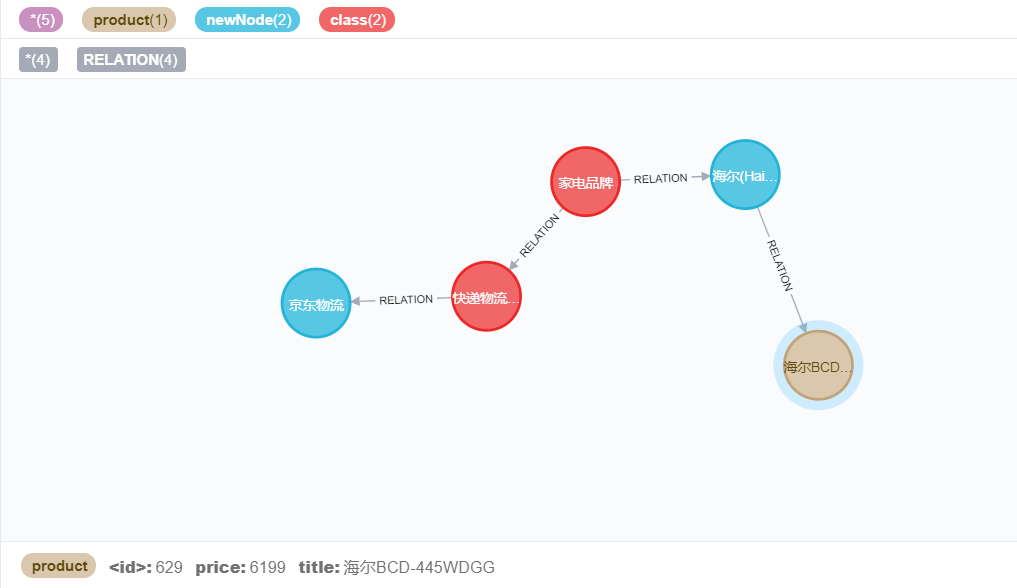 *(5) product(1) newNode(2) class(2)
*(4) RELATION(4)
家电品牌 RELATION 海尔(Hai...
RELATION
RELATION
京东物流 RELATION 快递物流...
海尔BCD...
product <id>: 629 price: 6199 title: 海尔BCD-445WDGG